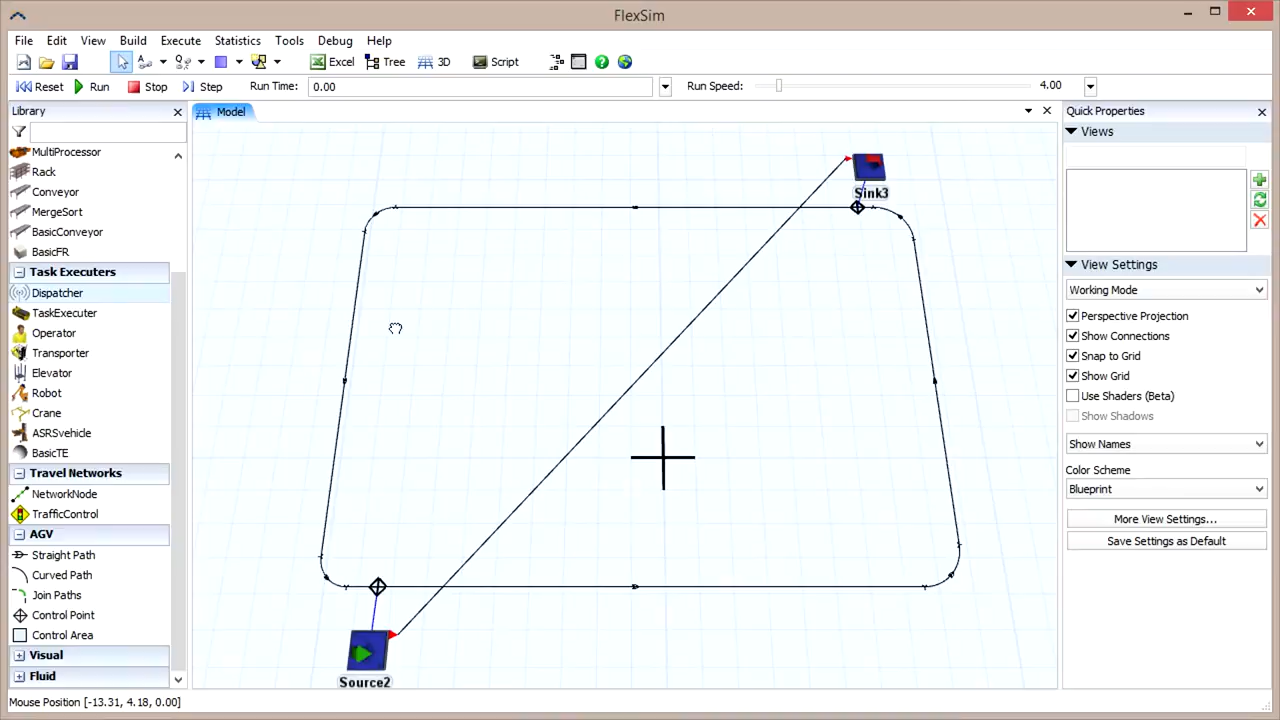 FlexSim
File Edit View Build Execute Statistics Tools Debug Help
Excel Tree 3D Script
Reset Run Stop Step Run Time: 0.00 Run Speed: 4.00
Library
MultiProcessor
Rack
Conveyor
MergeSort
BasicConveyor
BasicFR
Task Executers
Dispatcher
TaskExecuter
Operator
Transporter
Elevator
Robot
Crane
ASRSvehicle
BasicTE
Travel Networks
NetworkNode
TrafficControl
AGV
Straight Path
Curved Path
Join Paths
Control Point
Control Area
Visual
Fluid
Model
Sink3
Source2
Quick Properties
Views
View Settings
Working Mode
Perspective Projection
Show Connections
Snap to Grid
Show Grid
Use Shaders (Beta)
Show Shadows
Show Names
Color Scheme
Blueprint
More View Settings...
Save Settings as Default
Mouse Position [-13.31, 4.18, 0.00]